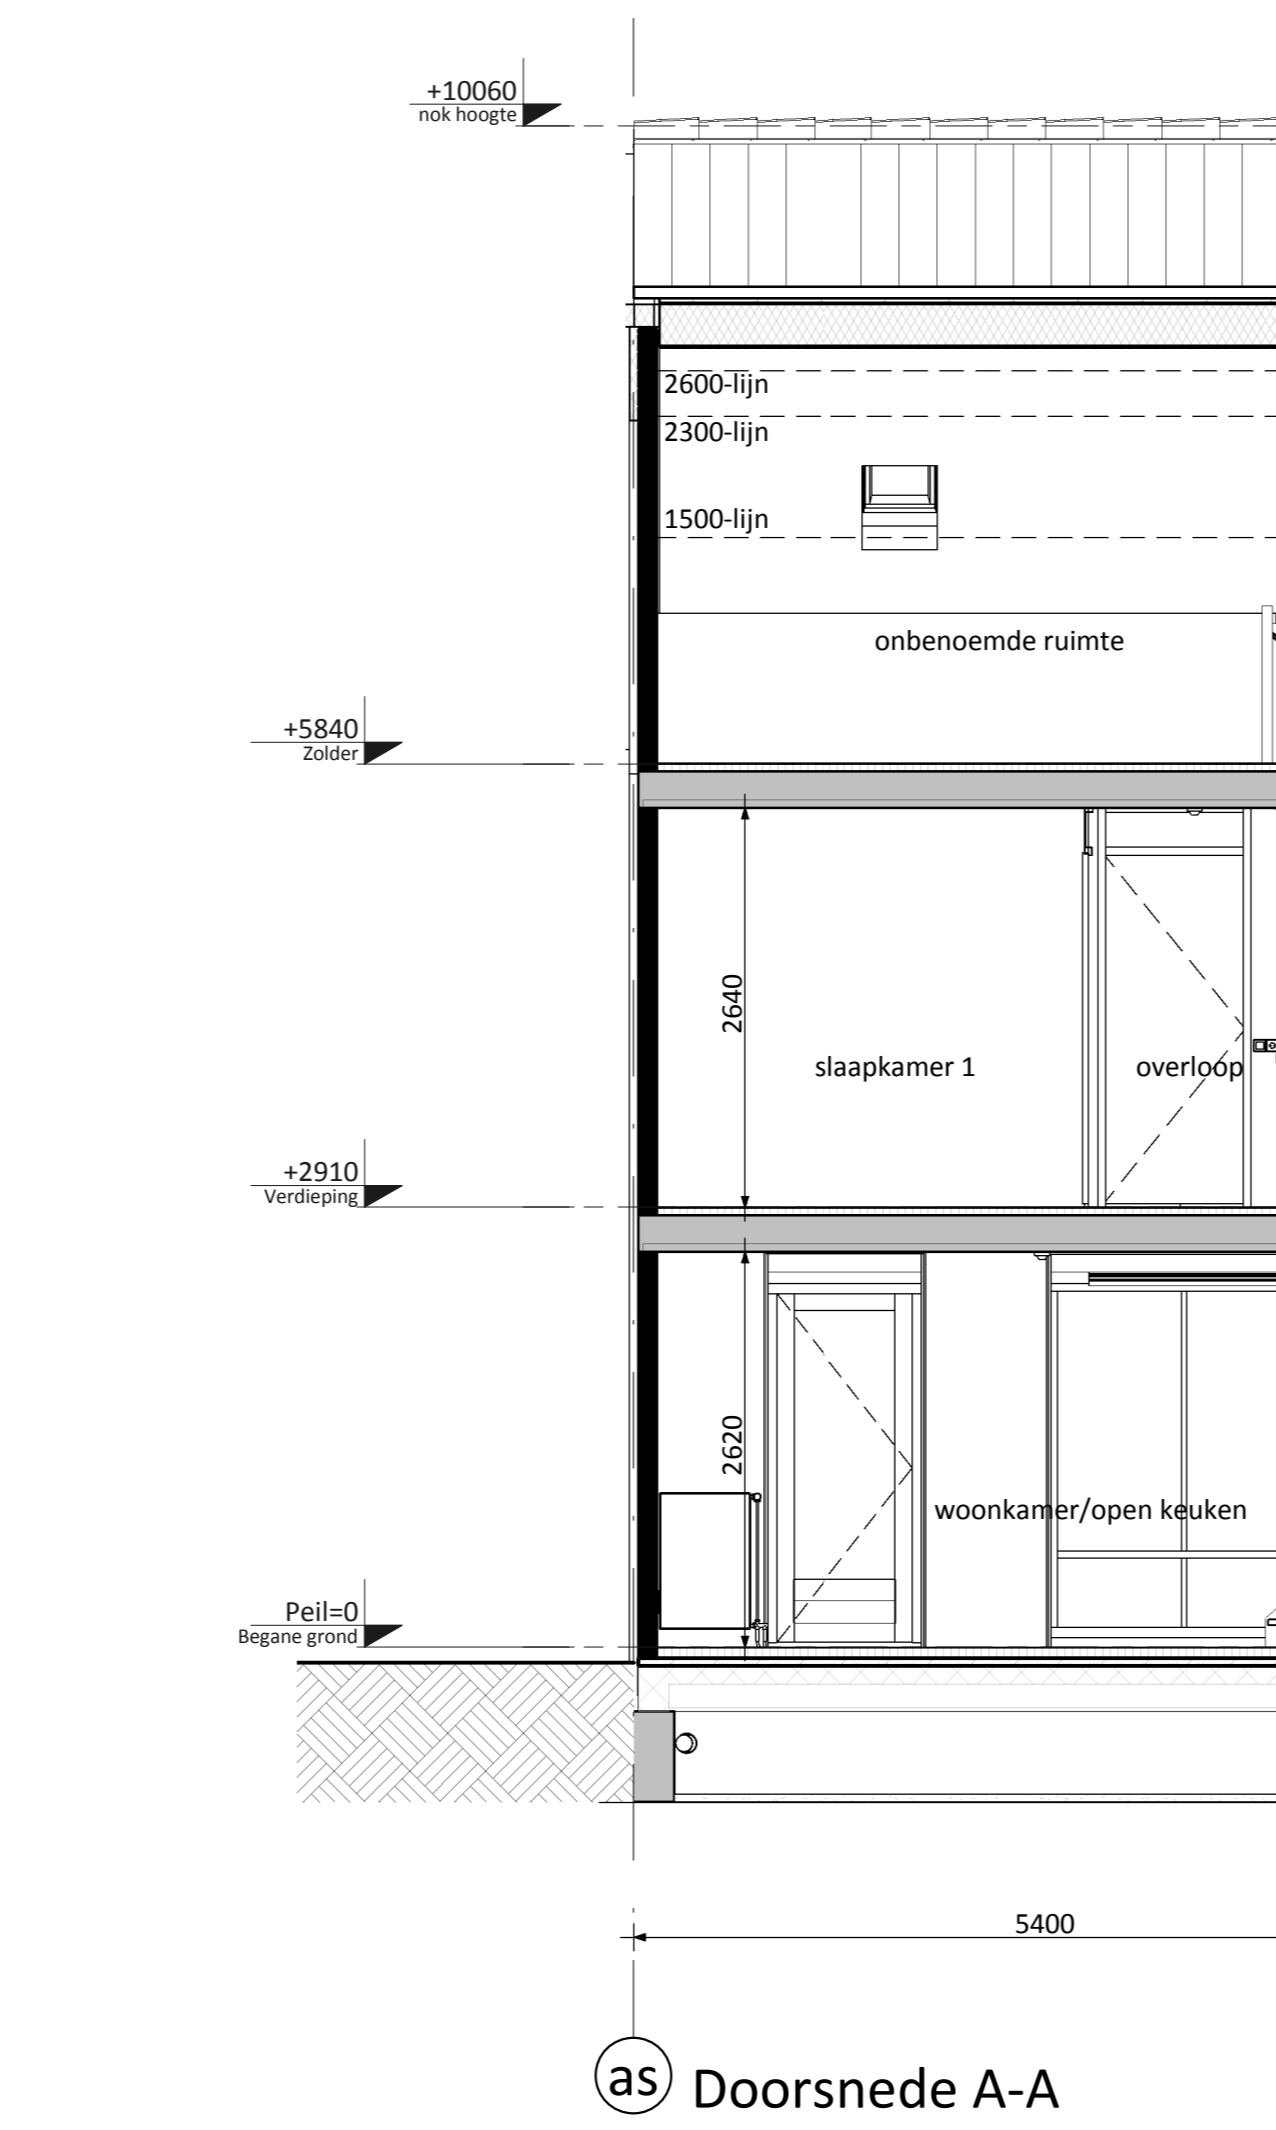 +10060
nok hoogte
2600-lijn
2300-lijn
1500-lijn
onbenoemde ruimte
+5840
Zolder
2640
slaapkamer 1
overloop
+2910
Verdieping
2620
woonkamer/open keuken
Peil=0
Begane grond
5400
as
Doorsnede A-A